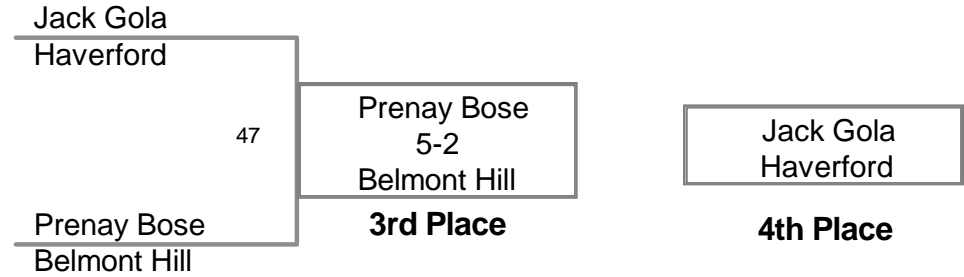 Jack Gola
Haverford
47
Prenay Bose
Belmont Hill
Prenay Bose
5-2
Belmont Hill
3rd Place
Jack Gola
Haverford
4th Place